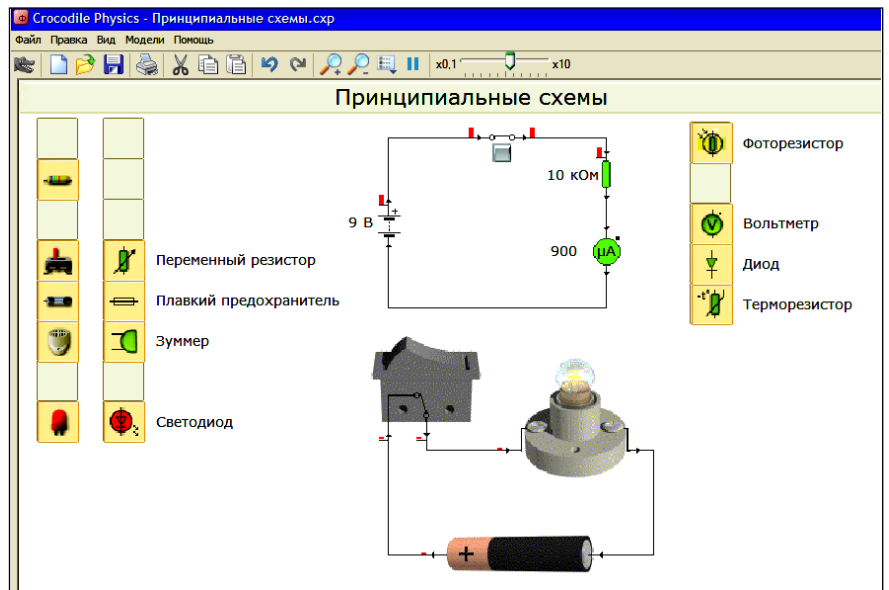 Crocodile Physics - Принципиальные схемы.cxp
Файл Правка Вид Модели Помощь
x0,1 x10
Принципиальные схемы
Фоторезистор
10 кОм
9 В
+
Вольтметр
V
900 μA
Переменный резистор
Диод
Плавкий предохранитель
-t°
Терморезистор
Зуммер
Светодиод
+